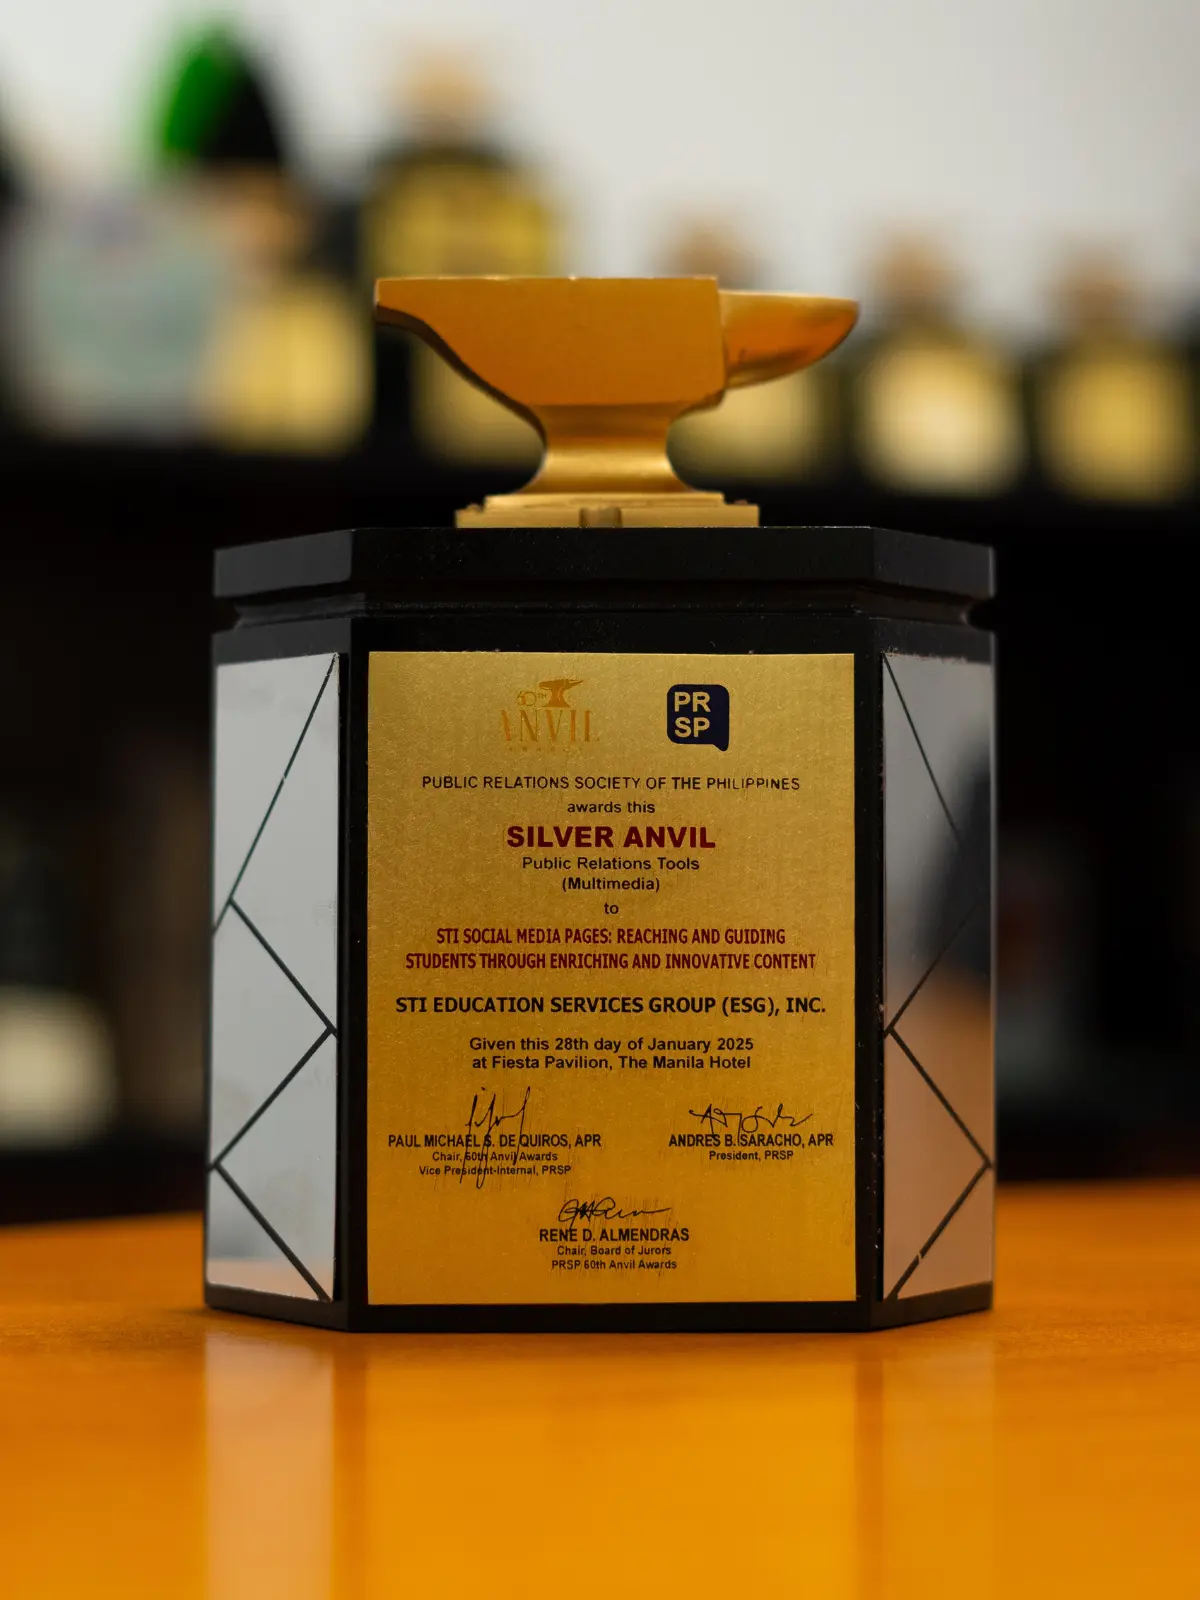 60TH
ANVIL
AWARDS
PR
SP
PUBLIC RELATIONS SOCIETY OF THE PHILIPPINES
awards this
SILVER ANVIL
Public Relations Tools
(Multimedia)
to
STI SOCIAL MEDIA PAGES: REACHING AND GUIDING
STUDENTS THROUGH ENRICHING AND INNOVATIVE CONTENT
STI EDUCATION SERVICES GROUP (ESG), INC.
Given this 28th day of January 2025
at Fiesta Pavilion, The Manila Hotel
PAUL MICHAEL S. DE QUIROS, APR
Chair, 60th Anvil Awards
Vice President-Internal, PRSP
ANDRES B. SARACHO, APR
President, PRSP
RENE D. ALMENDRAS
Chair, Board of Jurors
PRSP 60th Anvil Awards